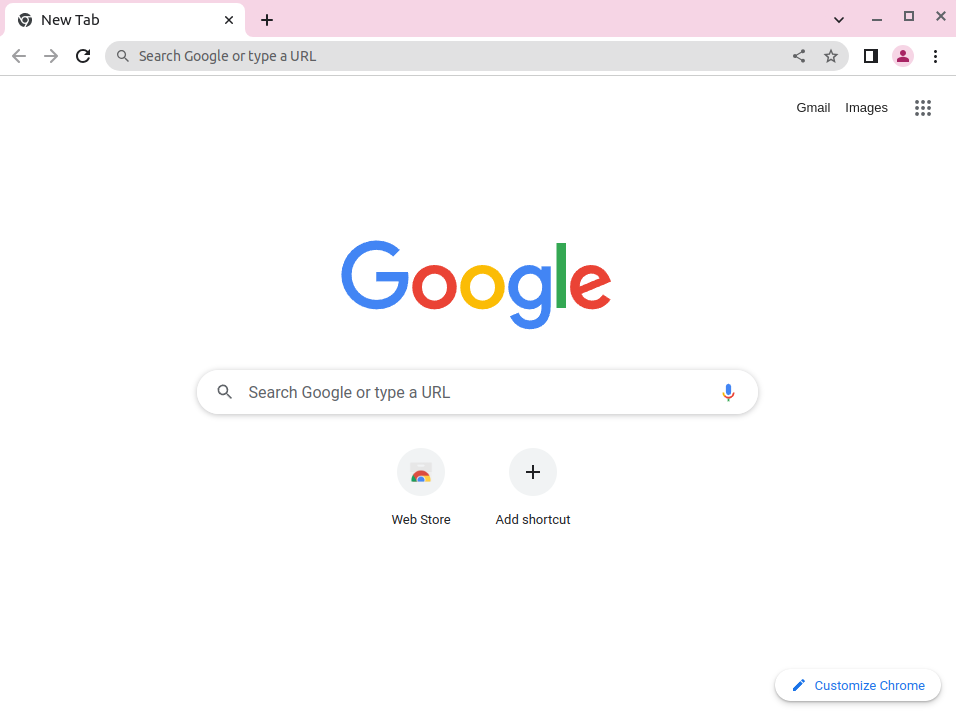 New Tab
Search Google or type a URL
Gmail Images
Google
Search Google or type a URL
Web Store Add shortcut
Customize Chrome